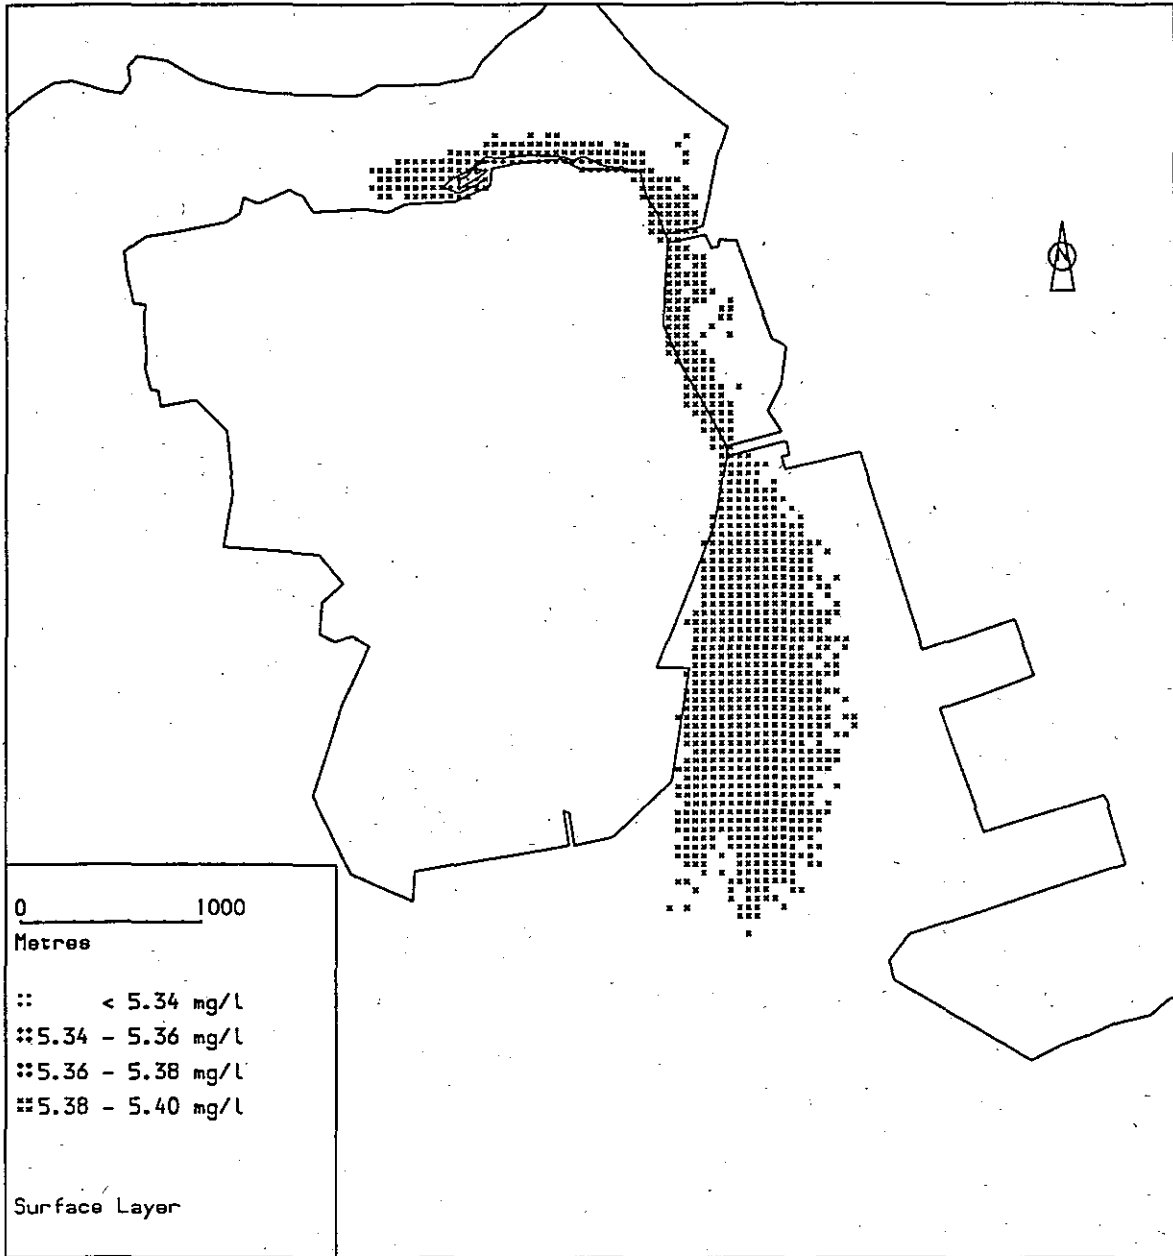 N
0 1000
Metres
< 5.34 mg/l
5.34 - 5.36 mg/l
5.36 - 5.38 mg/l
5.38 - 5.40 mg/l
Surface Layer